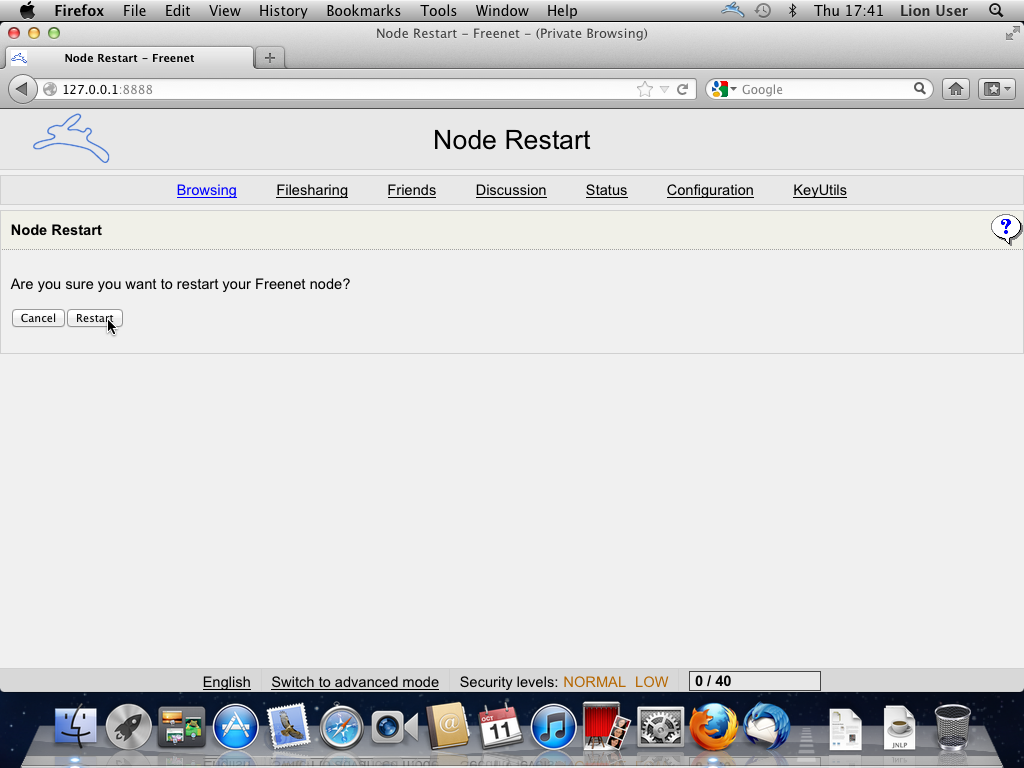 Firefox File Edit View History Bookmarks Tools Window Help Thu 17:41 Lion User
Node Restart – Freenet – (Private Browsing)
Node Restart – Freenet
127.0.0.1:8888 Google
Node Restart
Browsing Filesharing Friends Discussion Status Configuration KeyUtils
Node Restart ?
Are you sure you want to restart your Freenet node?
Cancel Restart
English Switch to advanced mode Security levels: NORMAL LOW 0 / 40
OCT
11
JNLP